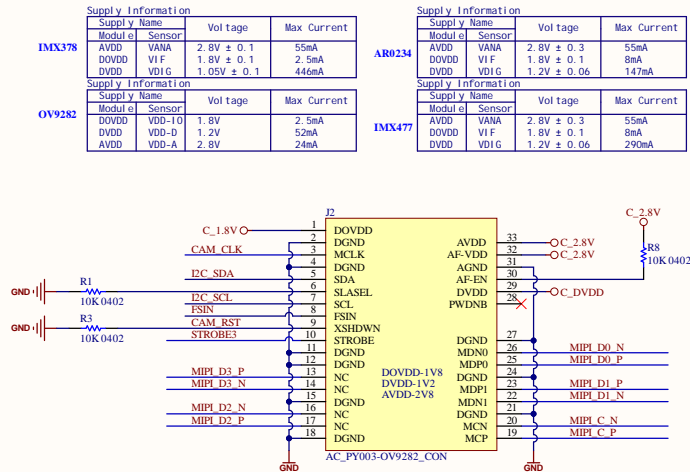 Supply Information
Supply Name Voltage Max Current
Module Sensor
IMX378
AVDD VANA 2.8V ± 0.1 55mA
DOVDD VIF 1.8V ± 0.1 2.5mA
DVDD VDIG 1.05V ± 0.1 446mA
Supply Information
Supply Name Voltage Max Current
Module Sensor
OV9282
DOVDD VDD-IO 1.8V 2.5mA
DVDD VDD-D 1.2V 52mA
AVDD VDD-A 2.8V 24mA
Supply Information
Supply Name Voltage Max Current
Module Sensor
AR0234
AVDD VANA 2.8V ± 0.3 55mA
DOVDD VIF 1.8V ± 0.1 8mA
DVDD VDIG 1.2V ± 0.06 147mA
Supply Information
Supply Name Voltage Max Current
Module Sensor
IMX477
AVDD VANA 2.8V ± 0.3 55mA
DOVDD VIF 1.8V ± 0.1 8mA
DVDD VDIG 1.2V ± 0.06 290mA
J2
C_1.8V 1 DOVDD
2 DGND
CAM_CLK 3 MCLK
4 DGND
I2C_SDA 5 SDA
GND R1 10K 0402 6 SLASEL
I2C_SCL 7 SCL
FSIN 8 FSIN
GND R3 10K 0402 CAM_RST 9 XSHDWN
STROBE3 10 STROBE
11 DGND
12 DGND
MIPI_D3_P 13 NC
MIPI_D3_N 14 NC
15 DGND
MIPI_D2_N 16 NC
MIPI_D2_P 17 NC
18 DGND
GND
DOVDD-1V8
DVDD-1V2
AVDD-2V8
C_2.8V
R8
10K 0402
AVDD 33 C_2.8V
AF-VDD 32 C_2.8V
AGND 31
AF-EN 30
DVDD 29 C_DVDD
PWDNB 28
DGND 27
MDN0 26 MIPI_D0_N
MDP0 25 MIPI_D0_P
DGND 24
MDP1 23 MIPI_D1_P
MDN1 22 MIPI_D1_N
DGND 21
MCN 20 MIPI_C_N
MCP 19 MIPI_C_P
GND
AC_PY003-OV9282_CON